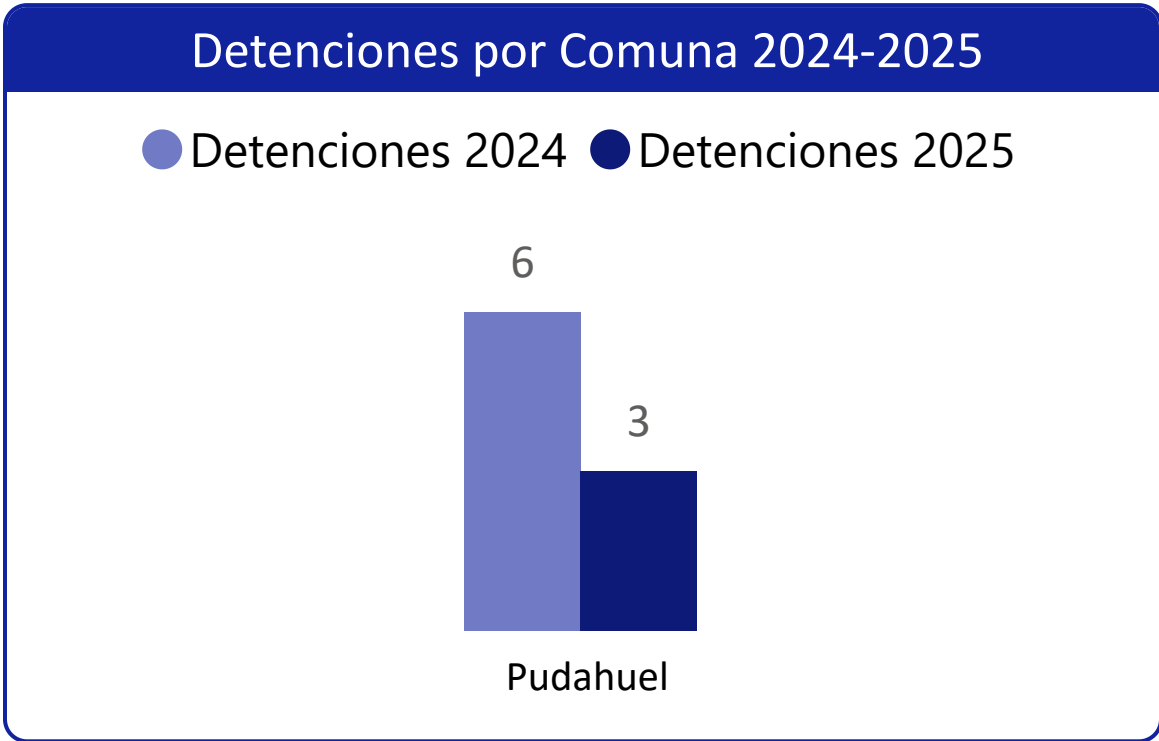 Detenciones por Comuna 2024-2025
Detenciones 2024 Detenciones 2025
6
3
Pudahuel